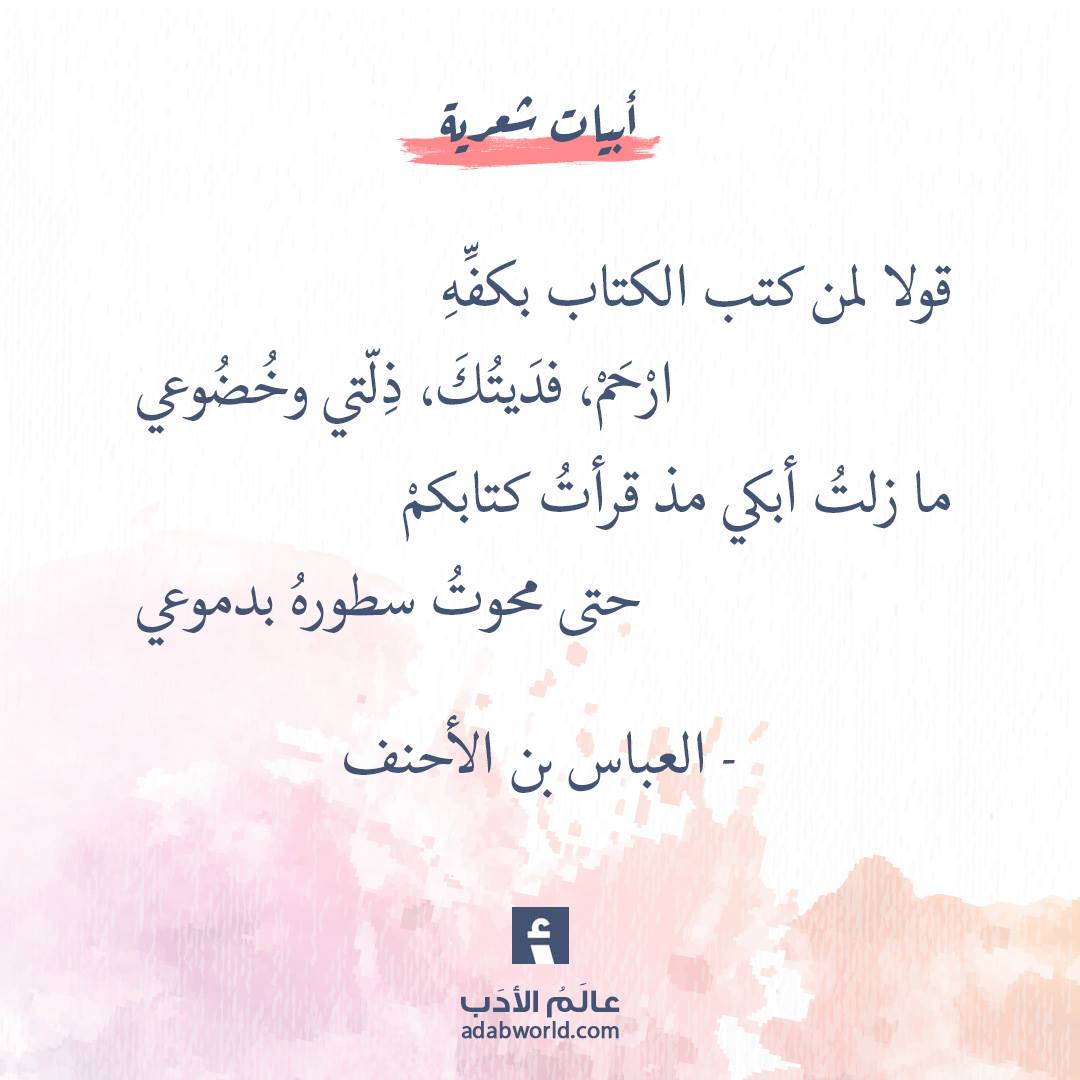 أبيات شعرية
قولا لمن كتب الكتاب بكفِّهِ
ارْحَمْ، فدَيتُكَ، ذِلّتي وخُضُوعي
ما زلتُ أبكي مذ قرأتُ كتابكمْ
حتى محوتُ سطورهُ بدموعي
- العباس بن الأحنف
أ
عالَمُ الأدَب
adabworld.com